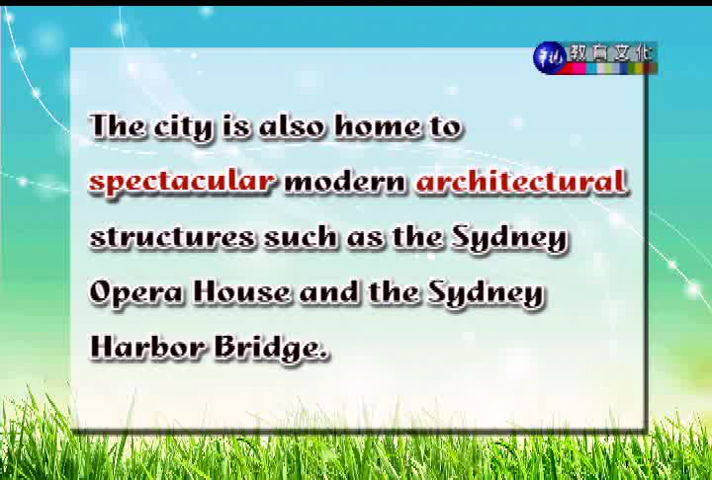 教育文化
The city is also home to
spectacular modern architectural
structures such as the Sydney
Opera House and the Sydney
Harbor Bridge.